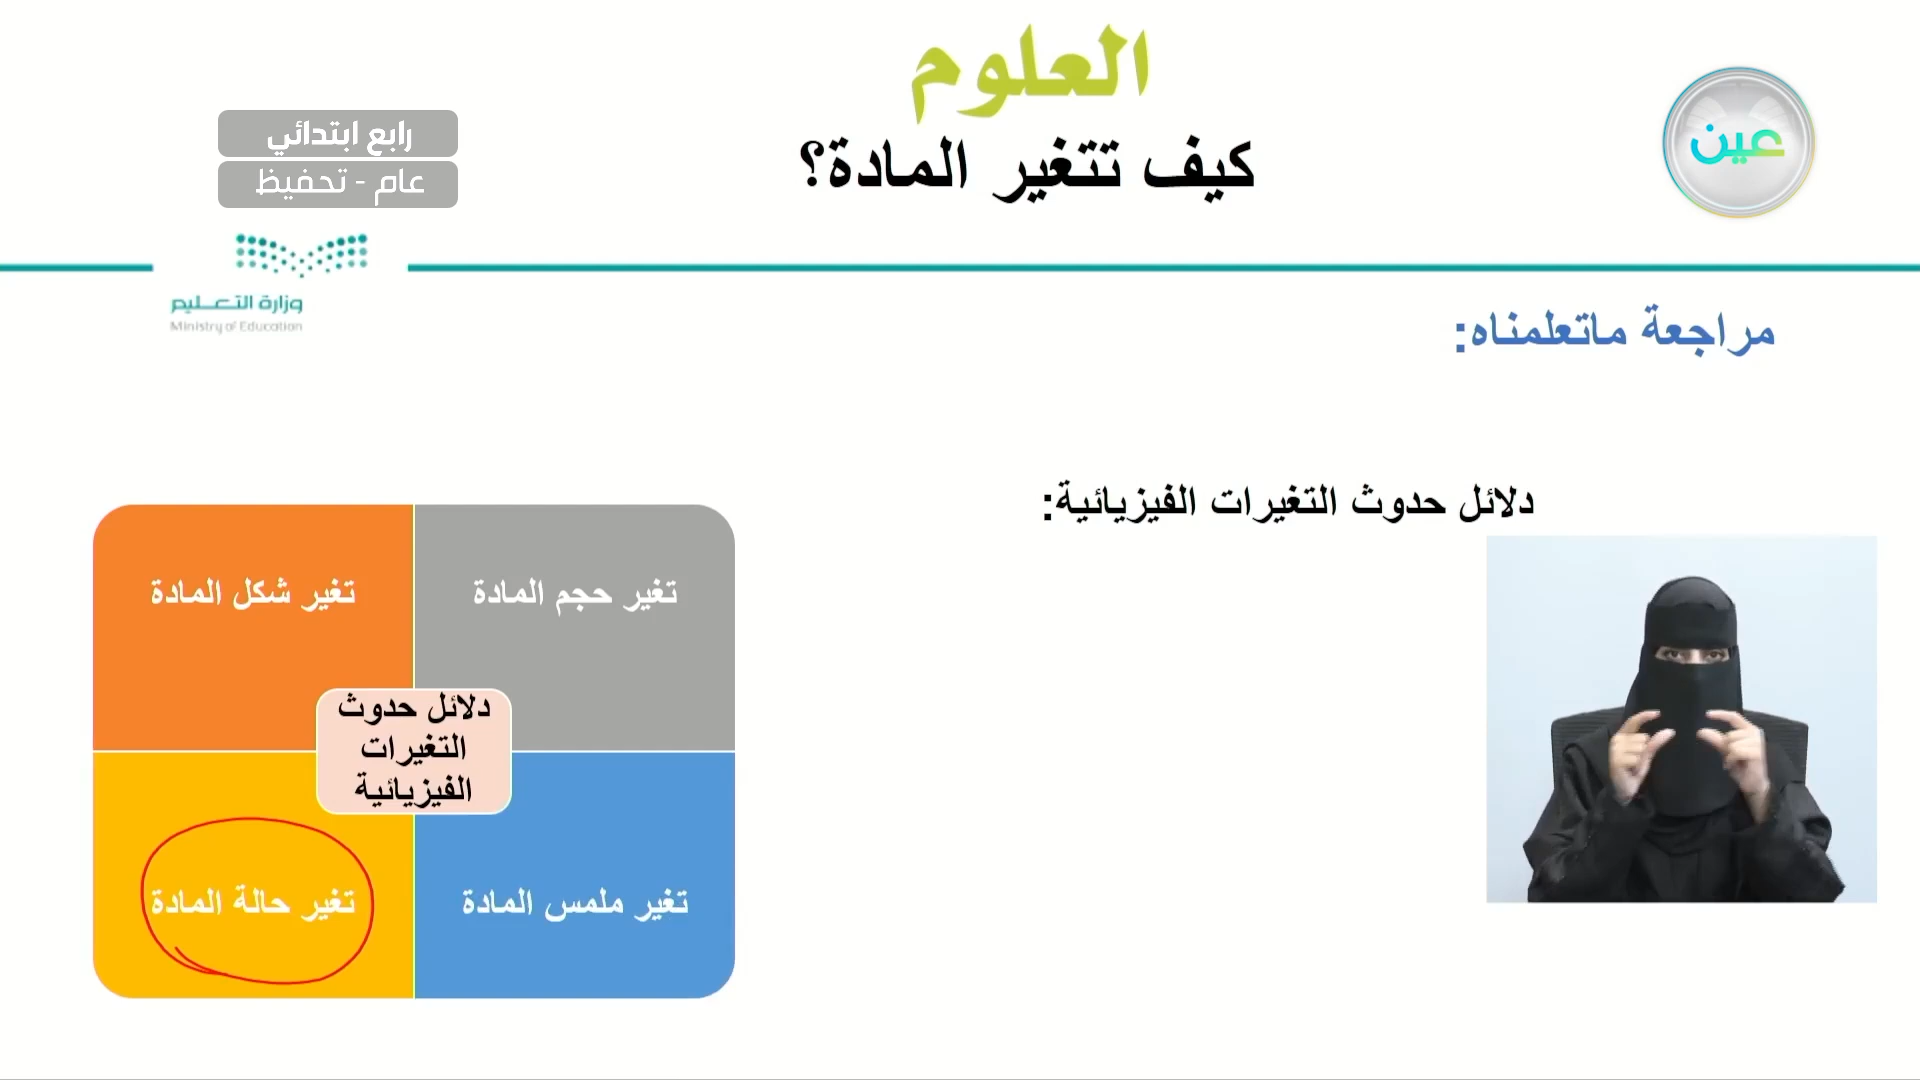 العلوم
كيف تتغير المادة؟
عين
رابع ابتدائي
عام - تحفيظ
وزارة التعليم
Ministry of Education
مراجعة ماتعلمناه:
دلائل حدوث التغيرات الفيزيائية:
تغير حجم المادة
تغير شكل المادة
دلائل حدوث
التغيرات
الفيزيائية
تغير ملمس المادة
تغير حالة المادة